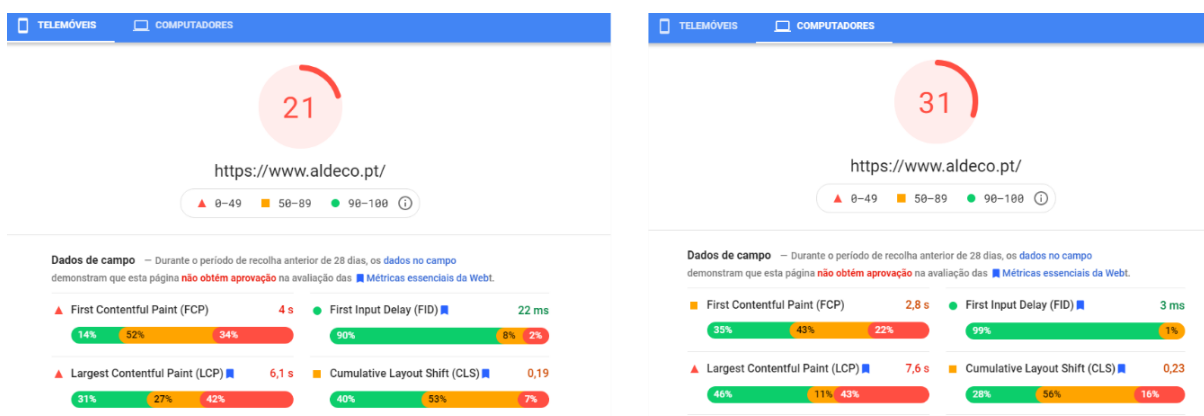 TELEMÓVEIS COMPUTADORES
21
https://www.aldeco.pt/
0–49 50–89 90–100
Dados de campo — Durante o período de recolha anterior de 28 dias, os dados no campo
demonstram que esta página não obtém aprovação na avaliação das Métricas essenciais da Webt.
First Contentful Paint (FCP) 4 s First Input Delay (FID) 22 ms
14% 52% 34% 90% 8% 2%
Largest Contentful Paint (LCP) 6,1 s Cumulative Layout Shift (CLS) 0,19
31% 27% 42% 40% 53% 7%
TELEMÓVEIS COMPUTADORES
31
https://www.aldeco.pt/
0–49 50–89 90–100
Dados de campo — Durante o período de recolha anterior de 28 dias, os dados no campo
demonstram que esta página não obtém aprovação na avaliação das Métricas essenciais da Webt.
First Contentful Paint (FCP) 2,8 s First Input Delay (FID) 3 ms
35% 43% 22% 99% 1%
Largest Contentful Paint (LCP) 7,6 s Cumulative Layout Shift (CLS) 0,23
46% 11% 43% 28% 56% 16%